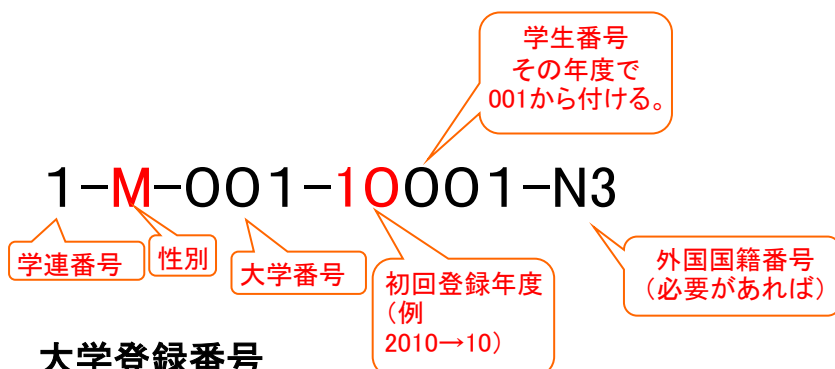 学生番号
その年度で
001から付ける。
1-M-001-10001-N3
学連番号
性別
大学番号
初回登録年度
(例
2010→10)
外国国籍番号
(必要があれば)
大学登録番号